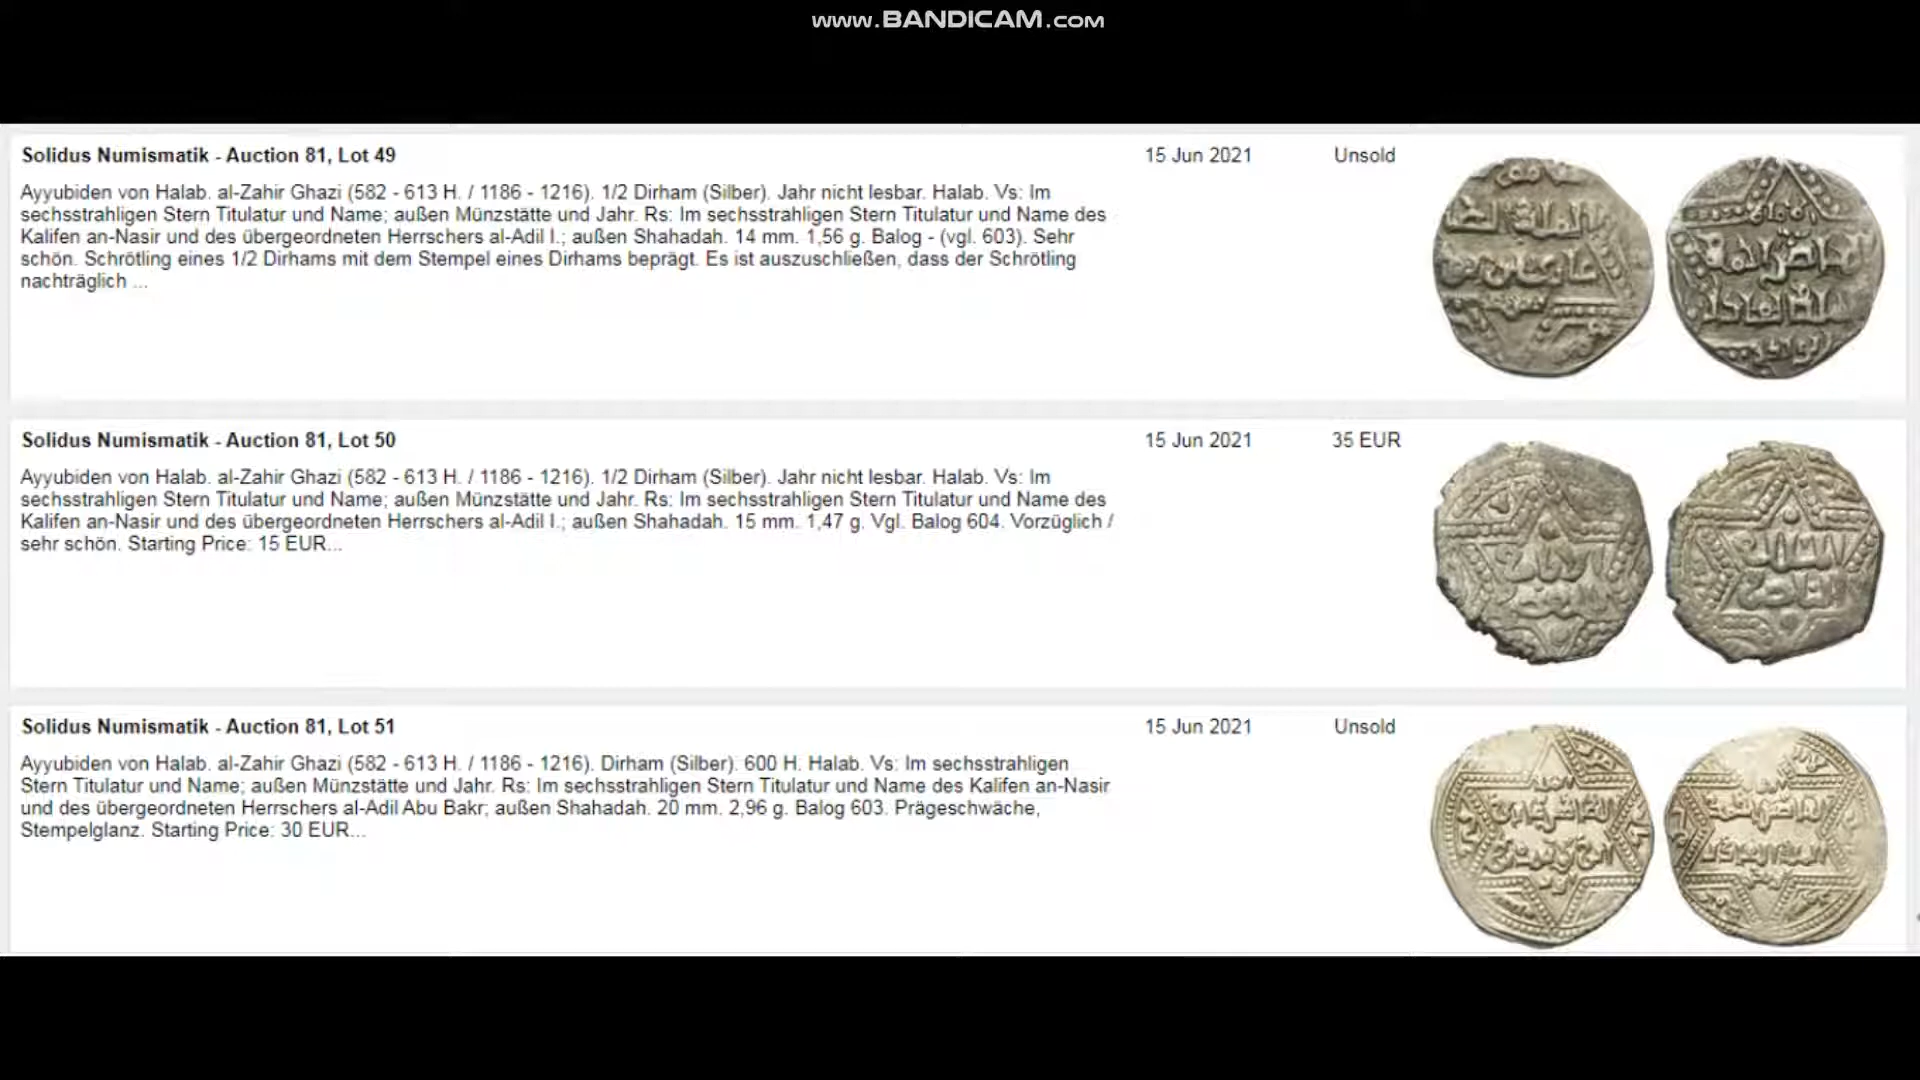 www.BANDICAM.com
Solidus Numismatik - Auction 81, Lot 49
15 Jun 2021
Unsold
Ayyubiden von Halab. al-Zahir Ghazi (582 - 613 H. / 1186 - 1216). 1/2 Dirham (Silber). Jahr nicht lesbar. Halab. Vs: Im
sechsstrahligen Stern Titulatur und Name; außen Münzstätte und Jahr. Rs: Im sechsstrahligen Stern Titulatur und Name des
Kalifen an-Nasir und des übergeordneten Herrschers al-Adil I.; außen Shahadah. 14 mm. 1,56 g. Balog - (vgl. 603). Sehr
schön. Schrötling eines 1/2 Dirhams mit dem Stempel eines Dirhams beprägt. Es ist auszuschließen, dass der Schrötling
nachträglich ...
Solidus Numismatik - Auction 81, Lot 50
15 Jun 2021
35 EUR
Ayyubiden von Halab. al-Zahir Ghazi (582 - 613 H. / 1186 - 1216). 1/2 Dirham (Silber). Jahr nicht lesbar. Halab. Vs: Im
sechsstrahligen Stern Titulatur und Name; außen Münzstätte und Jahr. Rs: Im sechsstrahligen Stern Titulatur und Name des
Kalifen an-Nasir und des übergeordneten Herrschers al-Adil I.; außen Shahadah. 15 mm. 1,47 g. Vgl. Balog 604. Vorzüglich /
sehr schön. Starting Price: 15 EUR...
Solidus Numismatik - Auction 81, Lot 51
15 Jun 2021
Unsold
Ayyubiden von Halab. al-Zahir Ghazi (582 - 613 H. / 1186 - 1216). Dirham (Silber). 600 H. Halab. Vs: Im sechsstrahligen
Stern Titulatur und Name; außen Münzstätte und Jahr. Rs: Im sechsstrahligen Stern Titulatur und Name des Kalifen an-Nasir
und des übergeordneten Herrschers al-Adil Abu Bakr; außen Shahadah. 20 mm. 2,96 g. Balog 603. Prägeschwäche,
Stempelglanz. Starting Price: 30 EUR...